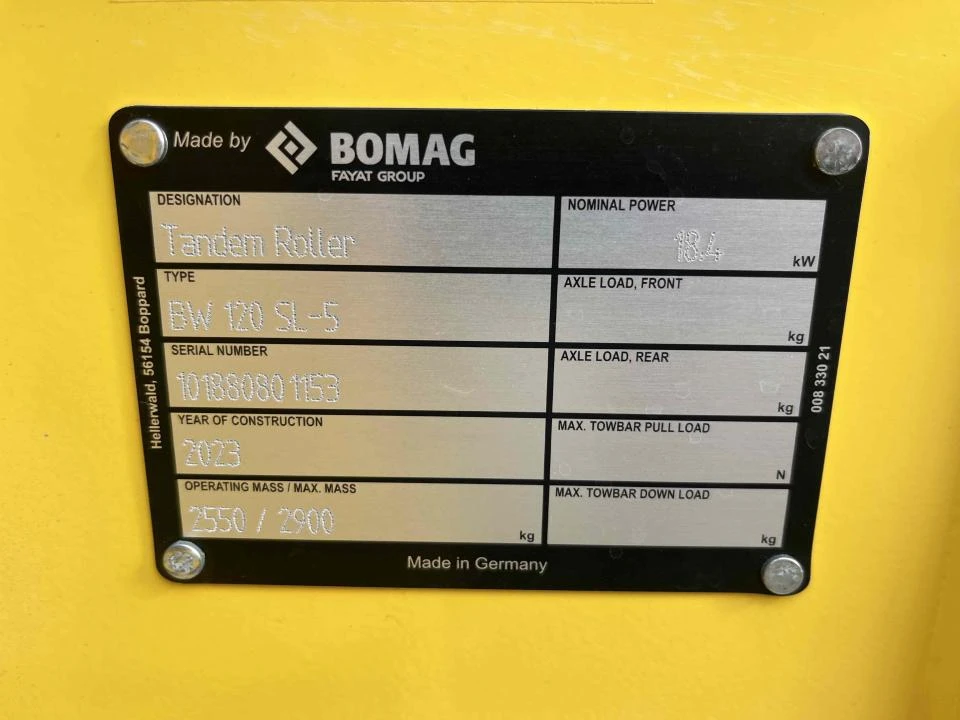 Made by BOMAG
FAYAT GROUP
DESIGNATION
Tandem Roller
NOMINAL POWER
18.4 kW
TYPE
BW 120 SL-5
AXLE LOAD, FRONT
kg
SERIAL NUMBER
101880801153
AXLE LOAD, REAR
kg
YEAR OF CONSTRUCTION
2023
MAX. TOWBAR PULL LOAD
N
OPERATING MASS / MAX. MASS
2550 / 2900 kg
MAX. TOWBAR DOWN LOAD
kg
Made in Germany
Hellerwald, 56154 Boppard
008 330 21